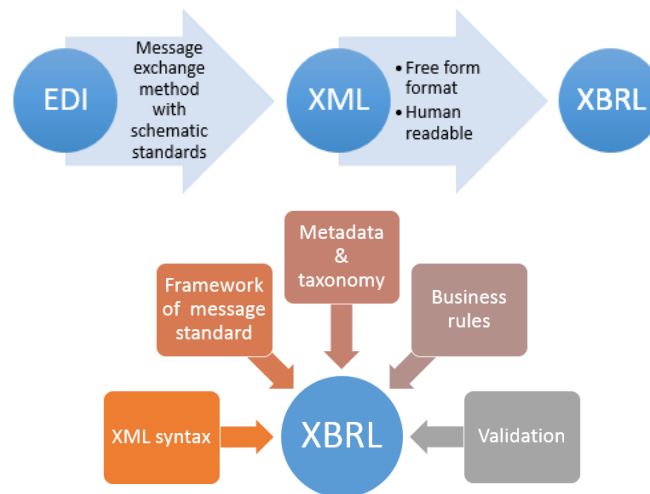 EDI
Message
exchange
method
with
schematic
standards
XML
• Free form
format
• Human
readable
XBRL
Metadata
&
taxonomy
Framework
of message
standard
Business
rules
XML syntax
XBRL
Validation